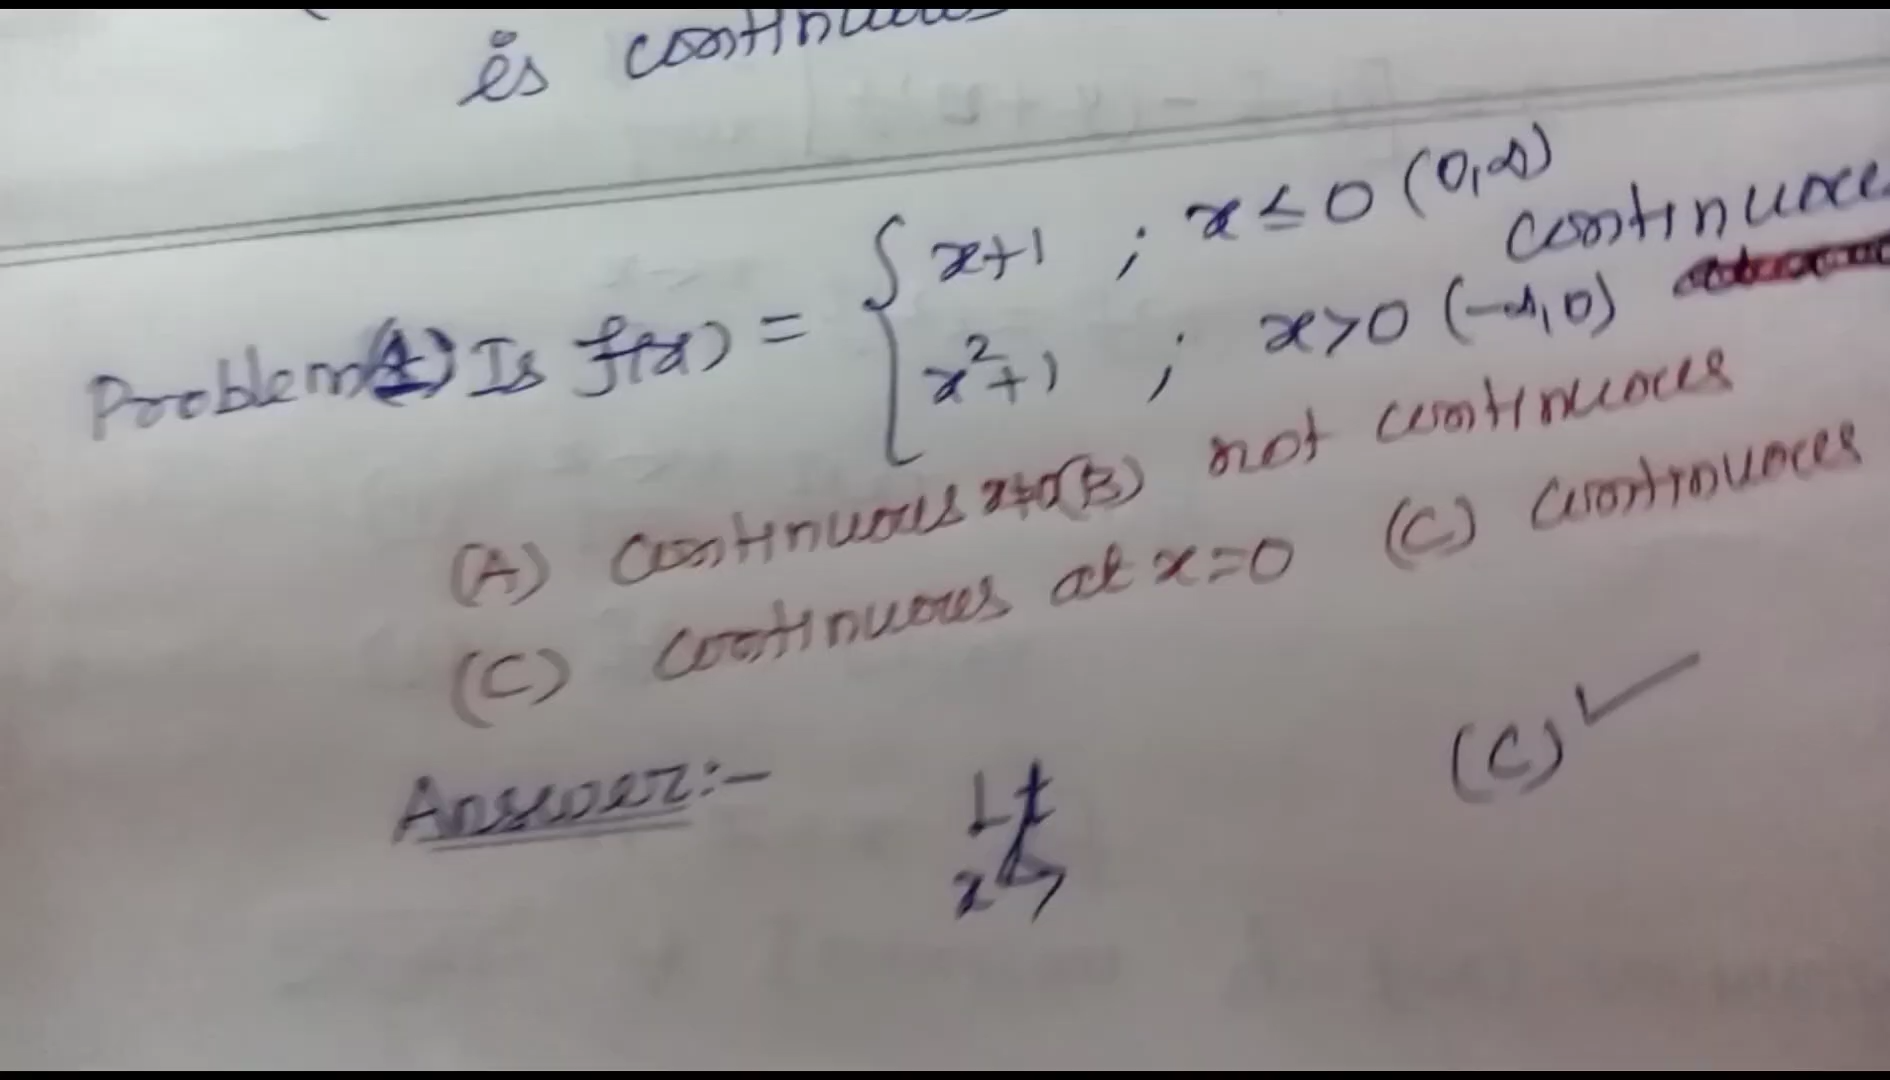 is continuous
Problem(1) Is f(x) = { x+1 ; x ≤ 0 (0,∞)
continuous
x²+1 ; x>0 (-∞,0)
(A) continuous x≠0 (B) not continuous
(C) continuous at x=0 (C) continuous
Answer:-
Lt
x→
(C) ✓